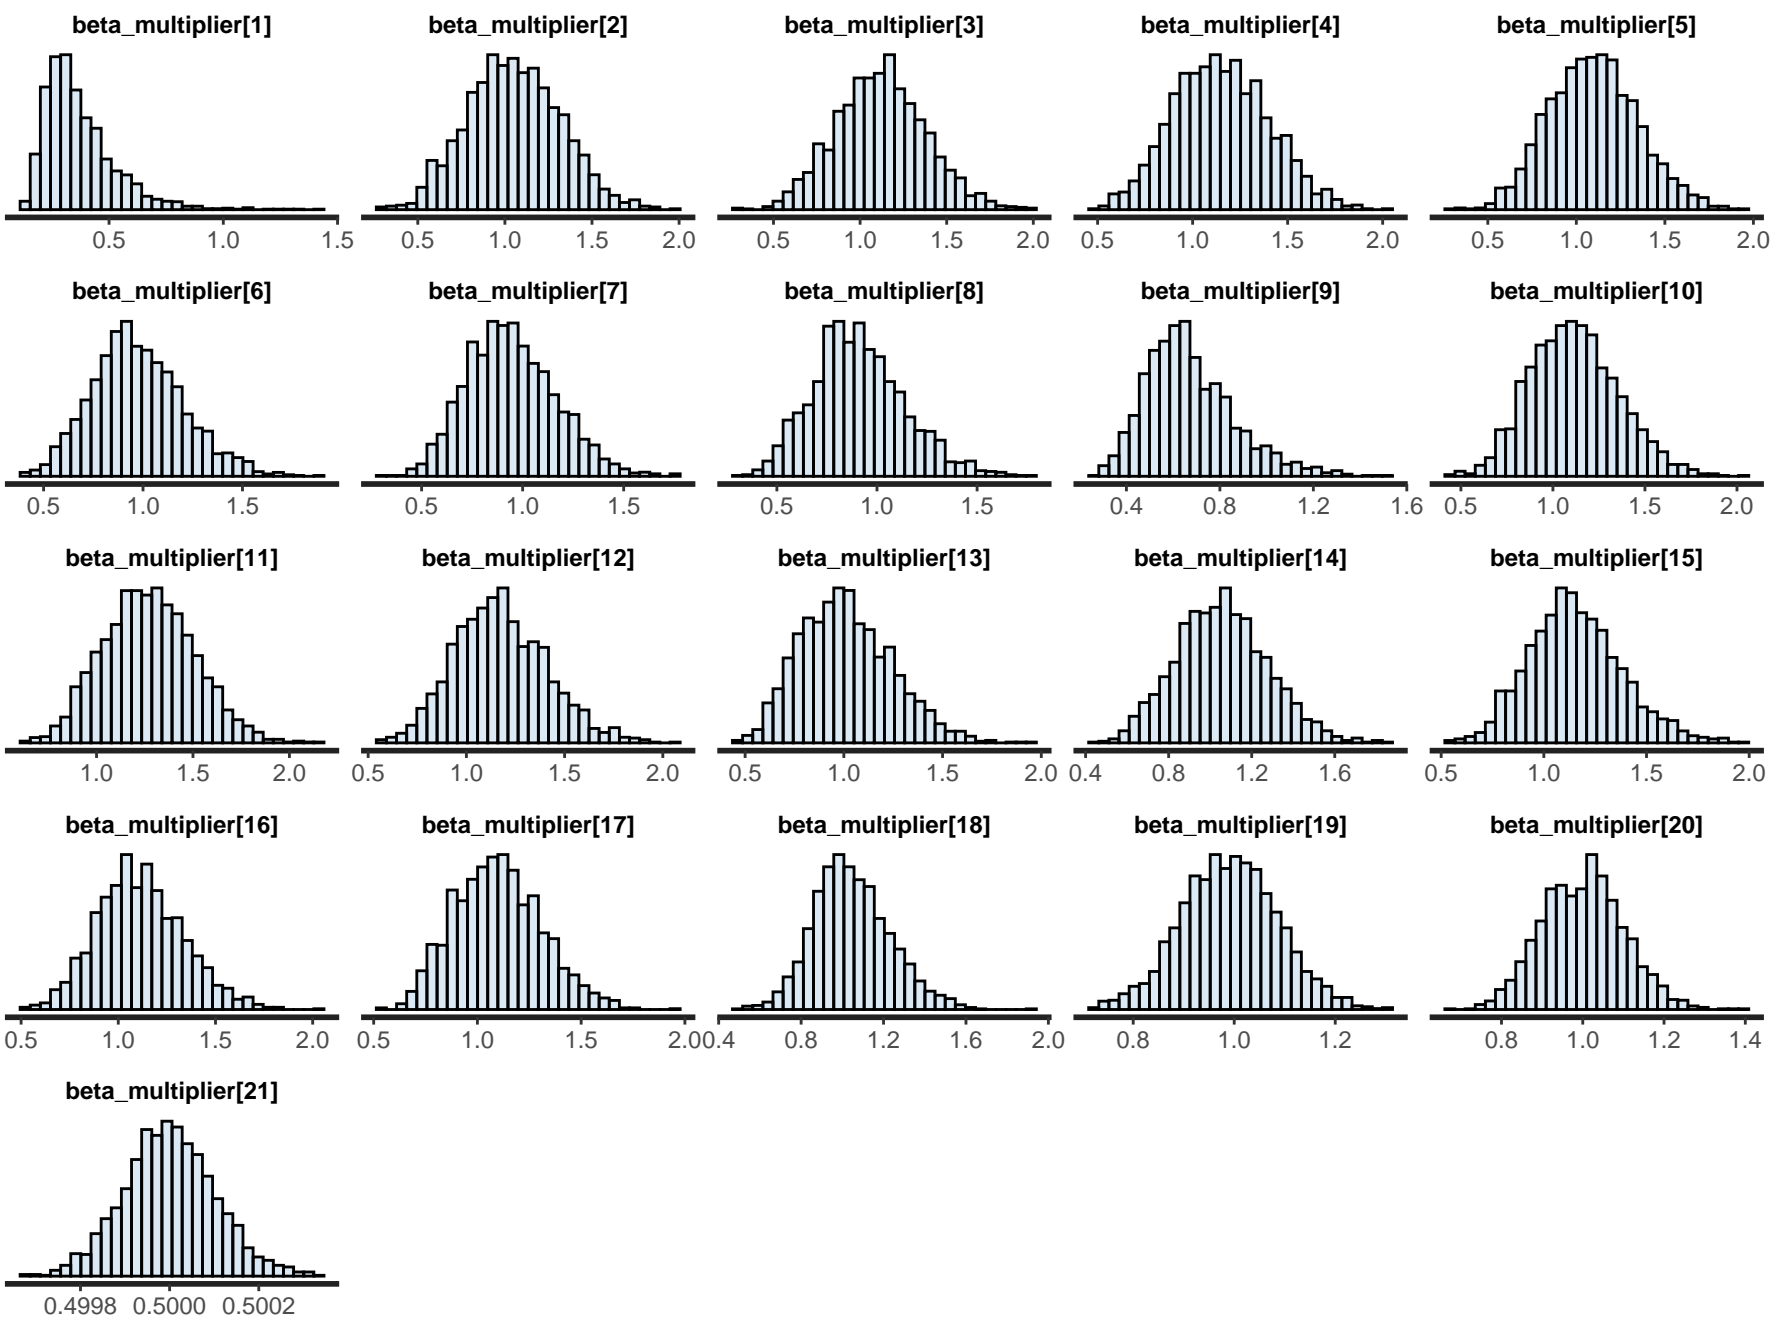 beta_multiplier[1] beta_multiplier[2] beta_multiplier[3] beta_multiplier[4] beta_multiplier[5]
0.5 1.0 1.5 0.5 1.0 1.5 2.0 0.5 1.0 1.5 2.0 0.5 1.0 1.5 2.0 0.5 1.0 1.5 2.0
beta_multiplier[6] beta_multiplier[7] beta_multiplier[8] beta_multiplier[9] beta_multiplier[10]
0.5 1.0 1.5 0.5 1.0 1.5 0.5 1.0 1.5 0.4 0.8 1.2 1.6 0.5 1.0 1.5 2.0
beta_multiplier[11] beta_multiplier[12] beta_multiplier[13] beta_multiplier[14] beta_multiplier[15]
1.0 1.5 2.0 0.5 1.0 1.5 2.0 0.5 1.0 1.5 2.0 0.4 0.8 1.2 1.6 0.5 1.0 1.5 2.0
beta_multiplier[16] beta_multiplier[17] beta_multiplier[18] beta_multiplier[19] beta_multiplier[20]
0.5 1.0 1.5 2.0 0.5 1.0 1.5 2.0 0.4 0.8 1.2 1.6 2.0 0.8 1.0 1.2 0.8 1.0 1.2 1.4
beta_multiplier[21]
0.4998 0.5000 0.5002